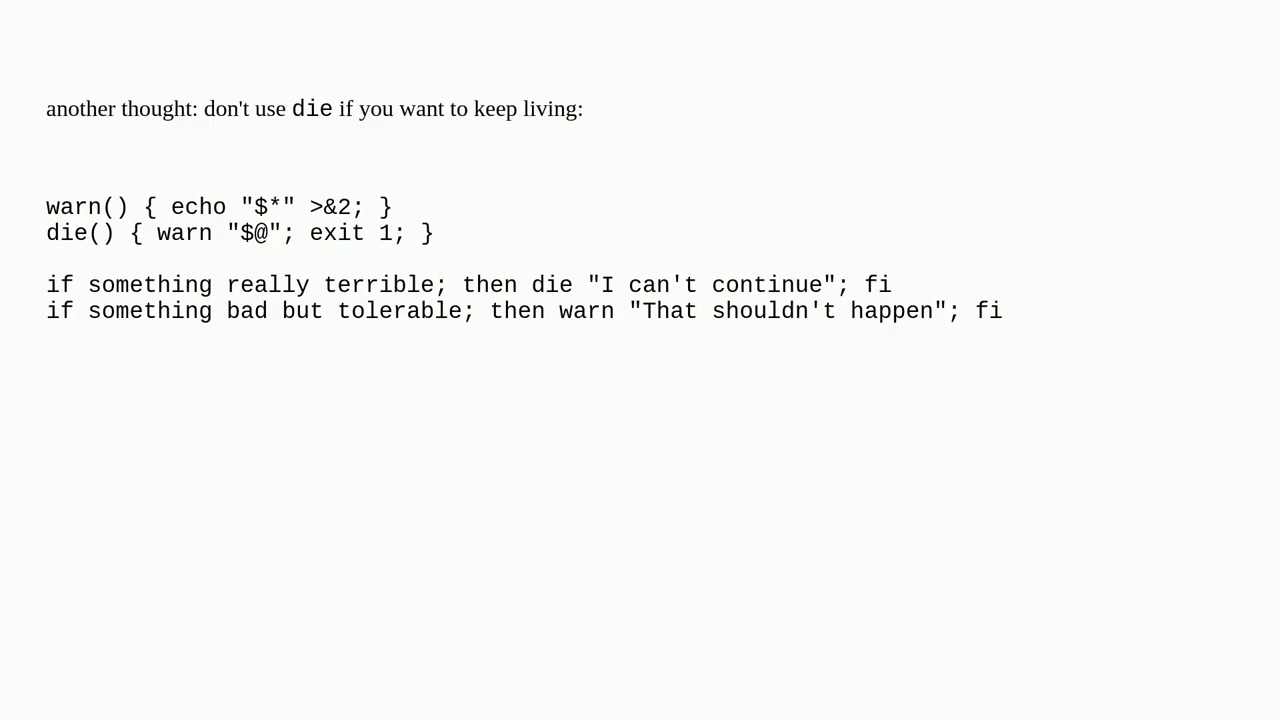 another thought: don't use die if you want to keep living:
warn() { echo "$*" >&2; }
die() { warn "$@"; exit 1; }
if something really terrible; then die "I can't continue"; fi
if something bad but tolerable; then warn "That shouldn't happen"; fi